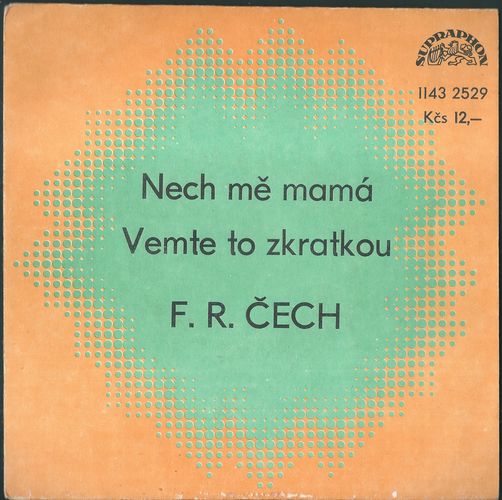 SUPRAPHON
1143 2529
Kčs 12,—
Nech mě mamá
Vemte to zkratkou
F. R. ČECH